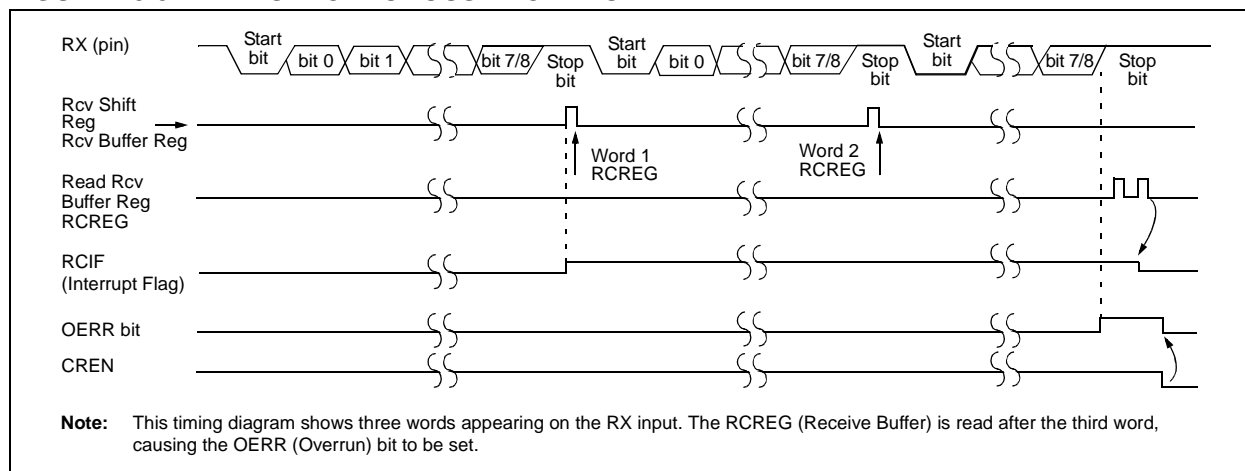 RX (pin)
Start bit
bit 0
bit 1
bit 7/8
Stop bit
Start bit
bit 0
bit 7/8
Stop bit
Start bit
bit 7/8
Stop bit
Rcv Shift
Reg
Rcv Buffer Reg
Word 1
RCREG
Word 2
RCREG
Read Rcv
Buffer Reg
RCREG
RCIF
(Interrupt Flag)
OERR bit
CREN
Note: This timing diagram shows three words appearing on the RX input. The RCREG (Receive Buffer) is read after the third word,
causing the OERR (Overrun) bit to be set.